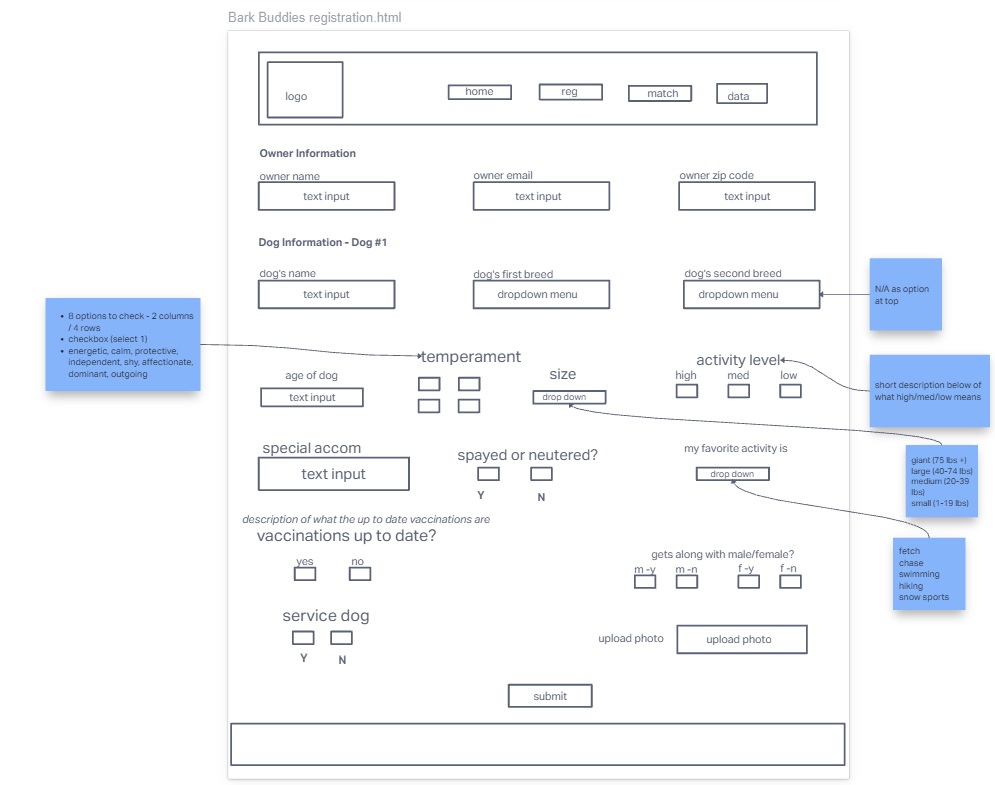 Bark Buddies registration.html
logo
home
reg
match
data
Owner Information
owner name
owner email
owner zip code
text input
text input
text input
Dog Information - Dog #1
dog's name
dog's first breed
dog's second breed
text input
dropdown menu
dropdown menu
N/A as option
at top
• 8 options to check - 2 columns
/ 4 rows
• checkbox (select 1)
• energetic, calm, protective,
independent, shy, affectionate,
dominant, outgoing
age of dog
text input
temperament
size
drop down
activity level
high
med
low
short description below of
what high/med/low means
special accom
text input
spayed or neutered?
Y
N
my favorite activity is
drop down
giant (75 lbs +)
large (40-74 lbs)
medium (20-39
lbs)
small (1-19 lbs)
description of what the up to date vaccinations are
vaccinations up to date?
yes
no
gets along with male/female?
m -y
m -n
f -y
f -n
fetch
chase
swimming
hiking
snow sports
service dog
Y
N
upload photo
upload photo
submit